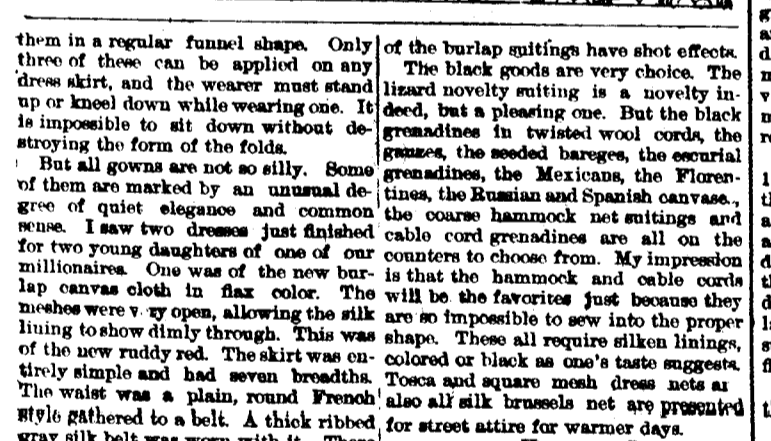 them in a regular funnel shape. Only
three of these can be applied on any
dress skirt, and the wearer must stand
up or kneel down while wearing one. It
is impossible to sit down without de-
stroying the form of the folds.
But all gowns are not so silly. Some
of them are marked by an unusual de-
gree of quiet elegance and common
sense. I saw two dresses just finished
for two young daughters of one of our
millionaires. One was of the new bur-
lap canvas cloth in flax color. The
meshes were v ry open, allowing the silk
lining to show dimly through. This was
of the new ruddy red. The skirt was en-
tirely simple and had seven breadths.
The waist was a plain, round French
style gathered to a belt. A thick ribbed
gray silk belt was worn with it.
of the burlap suitings have shot effects.
The black goods are very choice. The
lizard novelty suiting is a novelty in-
deed, but a pleasing one. But the black
grenadines in twisted wool cords, the
gauzes, the seeded bareges, the escurial
grenadines, the Mexicans, the Floren-
tines, the Russian and Spanish canvase.,
the coarse hammock net suitings and
cable cord grenadines are all on the
counters to choose from. My impression
is that the hammock and cable cords
will be the favorites just because they
are so impossible to sew into the proper
shape. These all require silken linings,
colored or black as one's taste suggests.
Tosca and square mesh dress nets ar
also all silk brussels net are presented
for street attire for warmer days.